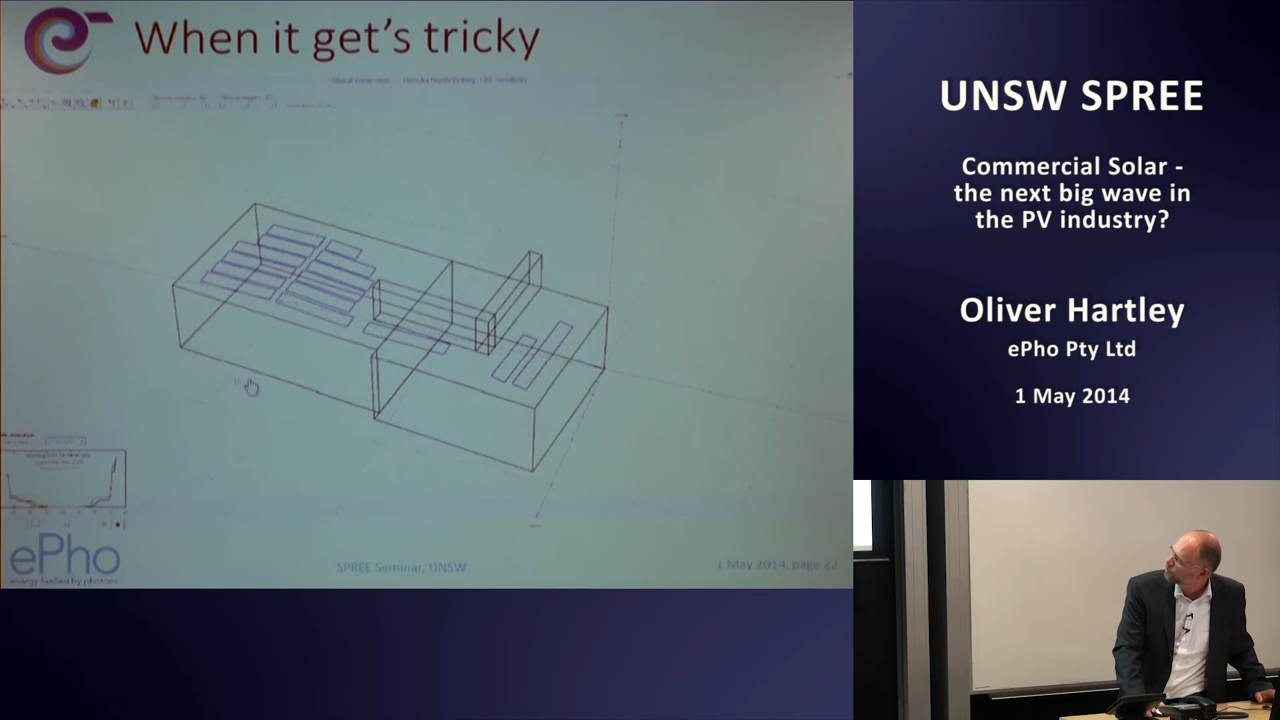 When it get's tricky
ePho
energy fuelled by photons
SPREE Seminar, UNSW
1 May 2014, page 22
UNSW SPREE
Commercial Solar -
the next big wave in
the PV industry?
Oliver Hartley
ePho Pty Ltd
1 May 2014